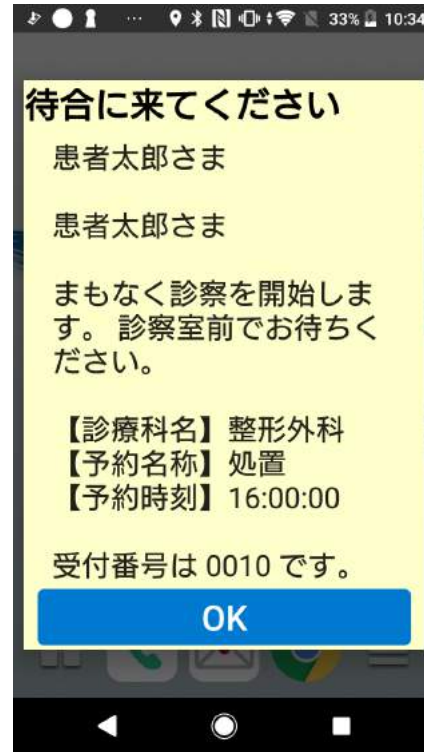 33% 10:34
待合に来てください
患者太郎さま
患者太郎さま
まもなく診察を開始しま
す。 診察室前でお待ちく
ださい。
【診療科名】整形外科
【予約名称】処置
【予約時刻】16:00:00
受付番号は 0010 です。
OK